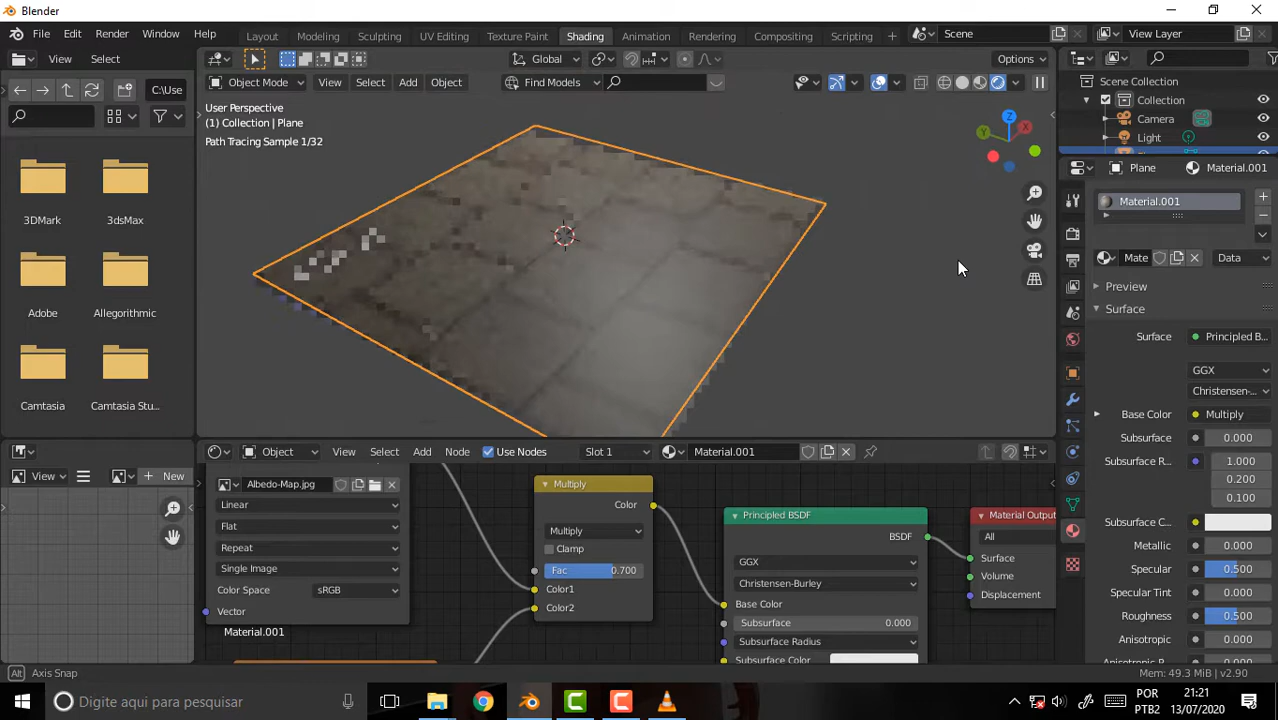 Blender
File Edit Render Window Help Layout Modeling Sculpting UV Editing Texture Paint Shading Animation Rendering Compositing Scripting Scene View Layer
View Select Global Options
C:\Use Object Mode View Select Add Object Find Models
User Perspective
(1) Collection | Plane
Path Tracing Sample 1/32
3DMark 3dsMax
Adobe Allegorithmic
Camtasia Camtasia Stu...
Z
X
Y
Scene Collection
Collection
Camera
Light
Plane Material.001
Material.001
Mate Data
Preview
Surface
Surface Principled B...
GGX
Christensen-...
Base Color Multiply
Subsurface 0.000
Subsurface R... 1.000
0.200
0.100
Subsurface C...
Metallic 0.000
Specular 0.500
Specular Tint 0.000
Roughness 0.500
Anisotropic 0.000
Anisotropic R 0.000
View New
Object View Select Add Node Use Nodes Slot 1 Material.001
Albedo-Map.jpg
Linear
Flat
Repeat
Single Image
Color Space sRGB
Vector
Material.001
Multiply
Color
Multiply
Clamp
Fac 0.700
Color1
Color2
Principled BSDF
BSDF
GGX
Christensen-Burley
Base Color
Subsurface 0.000
Subsurface Radius
Subsurface Color
Material Output
All
Surface
Volume
Displacement
Alt Axis Snap Mem: 49.3 MiB | v2.90
Digite aqui para pesquisar
POR
PTB2
21:21
13/07/2020